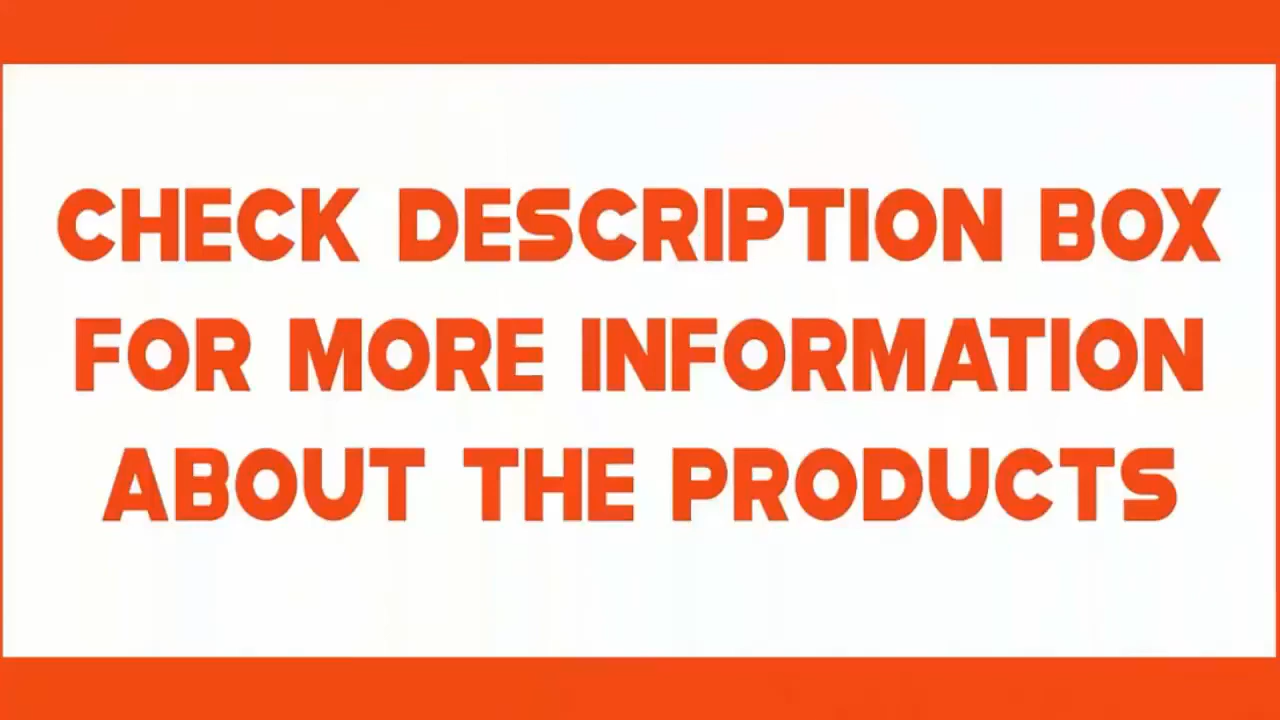 CHECK DESCRIPTION BOX
FOR MORE INFORMATION
ABOUT THE PRODUCTS